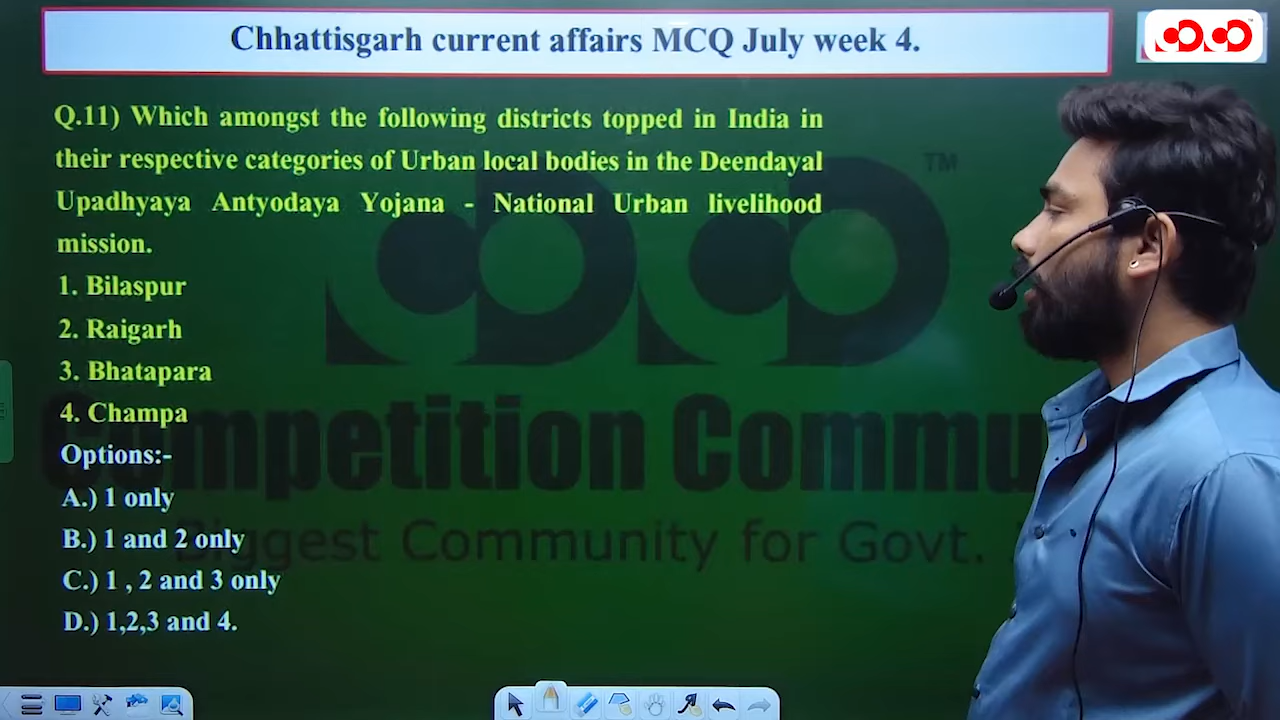 Chhattisgarh current affairs MCQ July week 4.
Q.11) Which amongst the following districts topped in India in
their respective categories of Urban local bodies in the Deendayal
Upadhyaya Antyodaya Yojana - National Urban livelihood
mission.
1. Bilaspur
2. Raigarh
3. Bhatapara
4. Champa
Options:-
A.) 1 only
B.) 1 and 2 only
C.) 1 , 2 and 3 only
D.) 1,2,3 and 4.
TM
Competition Commu
Biggest Community for Govt.